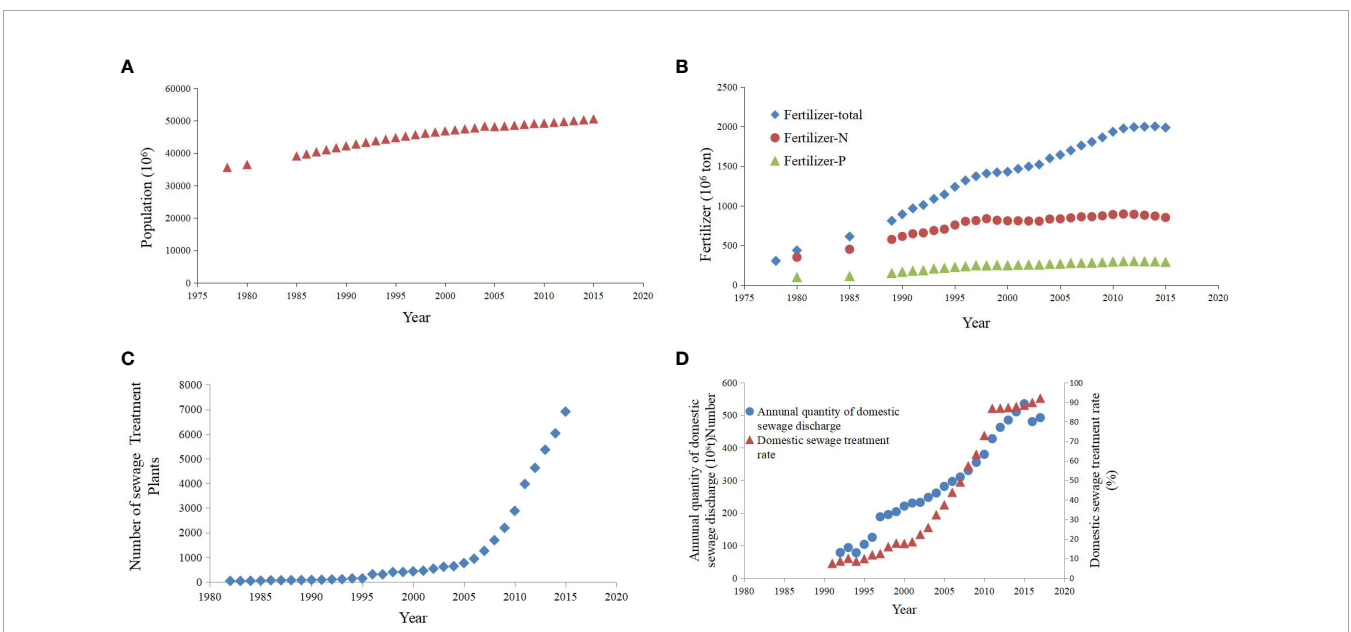 A
60000
50000
40000
30000
20000
10000
0
Population (10⁶)
1975 1980 1985 1990 1995 2000 2005 2010 2015 2020
Year
B
2500
2000
1500
1000
500
0
Fertilizer (10⁶ ton)
Fertilizer-total
Fertilizer-N
Fertilizer-P
1975 1980 1985 1990 1995 2000 2005 2010 2015 2020
Year
C
8000
7000
6000
5000
4000
3000
2000
1000
0
Number of sewage Treatment
Plants
1980 1985 1990 1995 2000 2005 2010 2015 2020
Year
D
600
500
400
300
200
100
0
Annunal quantity of domestic
sewage discharge (10⁸t)Number
Annunal quantity of domestic
sewage discharge
Domestic sewage treatment
rate
100
90
80
70
60
50
40
30
20
10
0
Domestic sewage treatment rate
(%)
1980 1985 1990 1995 2000 2005 2010 2015 2020
Year